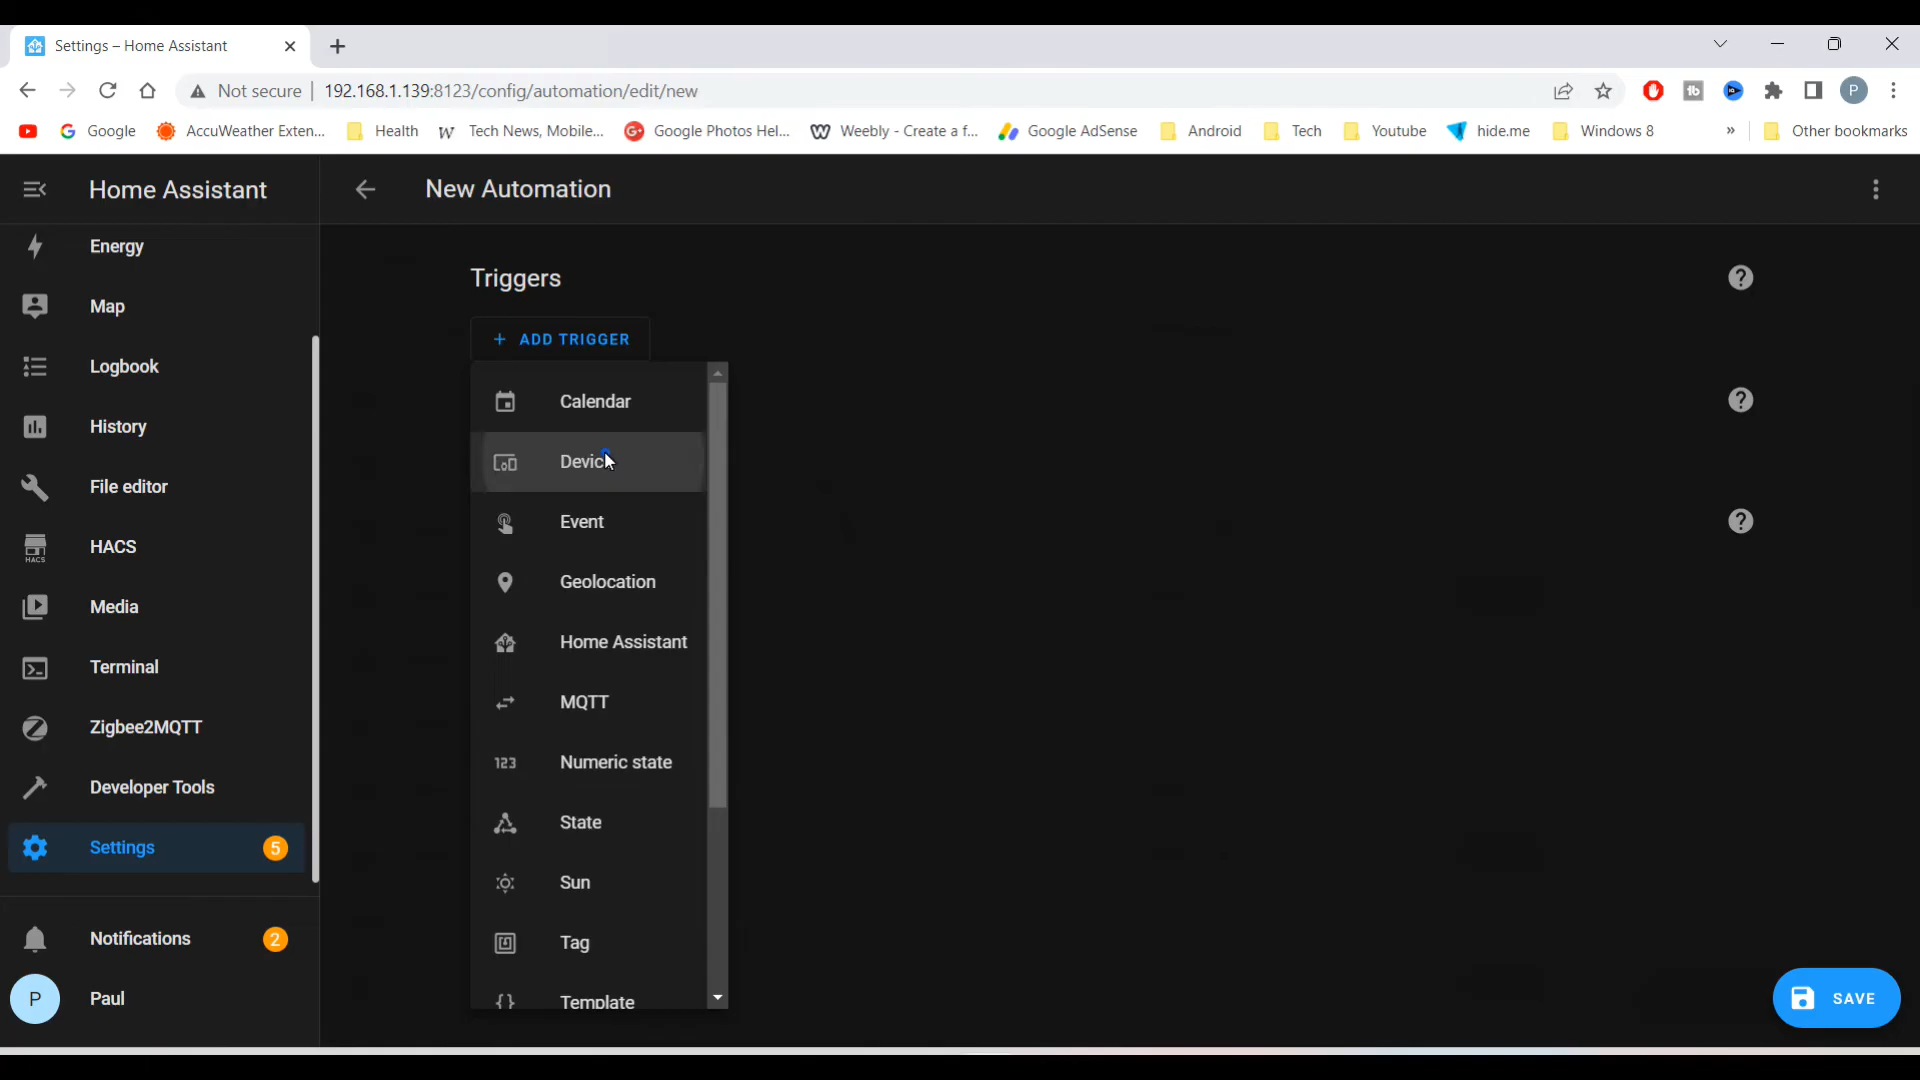 Settings – Home Assistant
Not secure | 192.168.1.139:8123/config/automation/edit/new
Google AccuWeather Exten... Health Tech News, Mobile... Google Photos Hel... Weebly - Create a f... Google AdSense Android Tech Youtube hide.me Windows 8 » Other bookmarks
Home Assistant
New Automation
Energy
Map
Logbook
History
File editor
HACS
HACS
Media
Terminal
Zigbee2MQTT
Developer Tools
Settings 5
Notifications 2
P Paul
Triggers
+ ADD TRIGGER
Calendar
Devic
Event
Geolocation
Home Assistant
MQTT
123 Numeric state
State
Sun
Tag
{} Template
SAVE